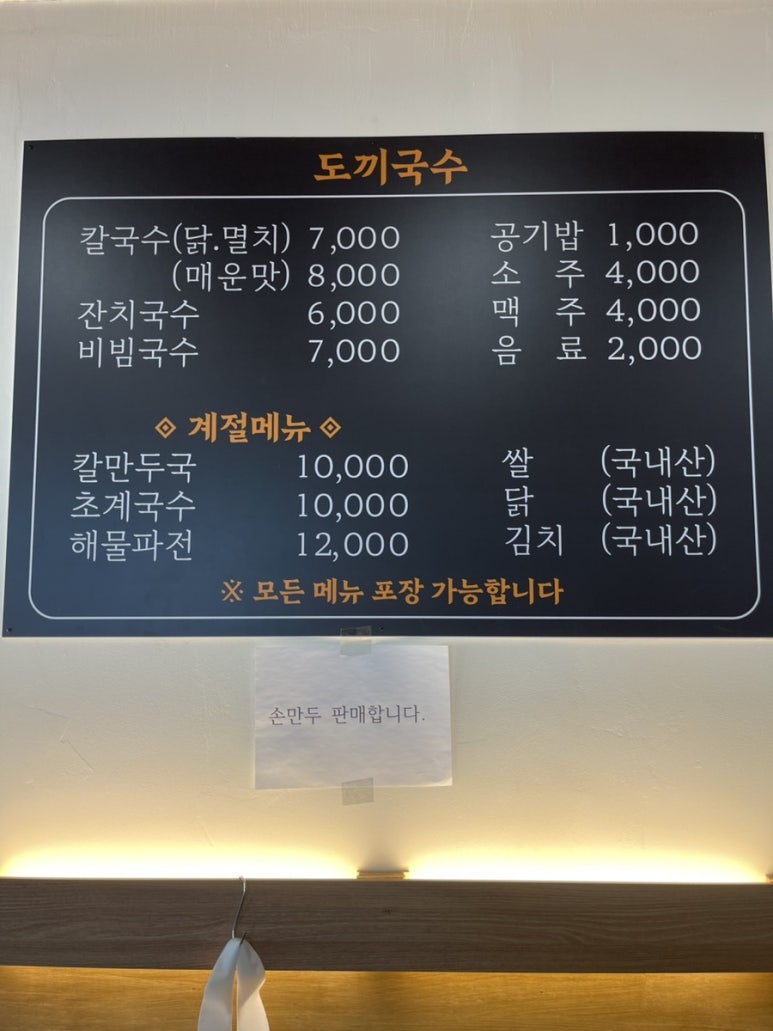 도끼국수
칼국수(닭.멸치) 7,000
(매운맛) 8,000
잔치국수 6,000
비빔국수 7,000
공기밥 1,000
소 주 4,000
맥 주 4,000
음 료 2,000
◈ 계절메뉴 ◈
칼만두국 10,000
초계국수 10,000
해물파전 12,000
쌀 (국내산)
닭 (국내산)
김치 (국내산)
※ 모든 메뉴 포장 가능합니다
손만두 판매합니다.